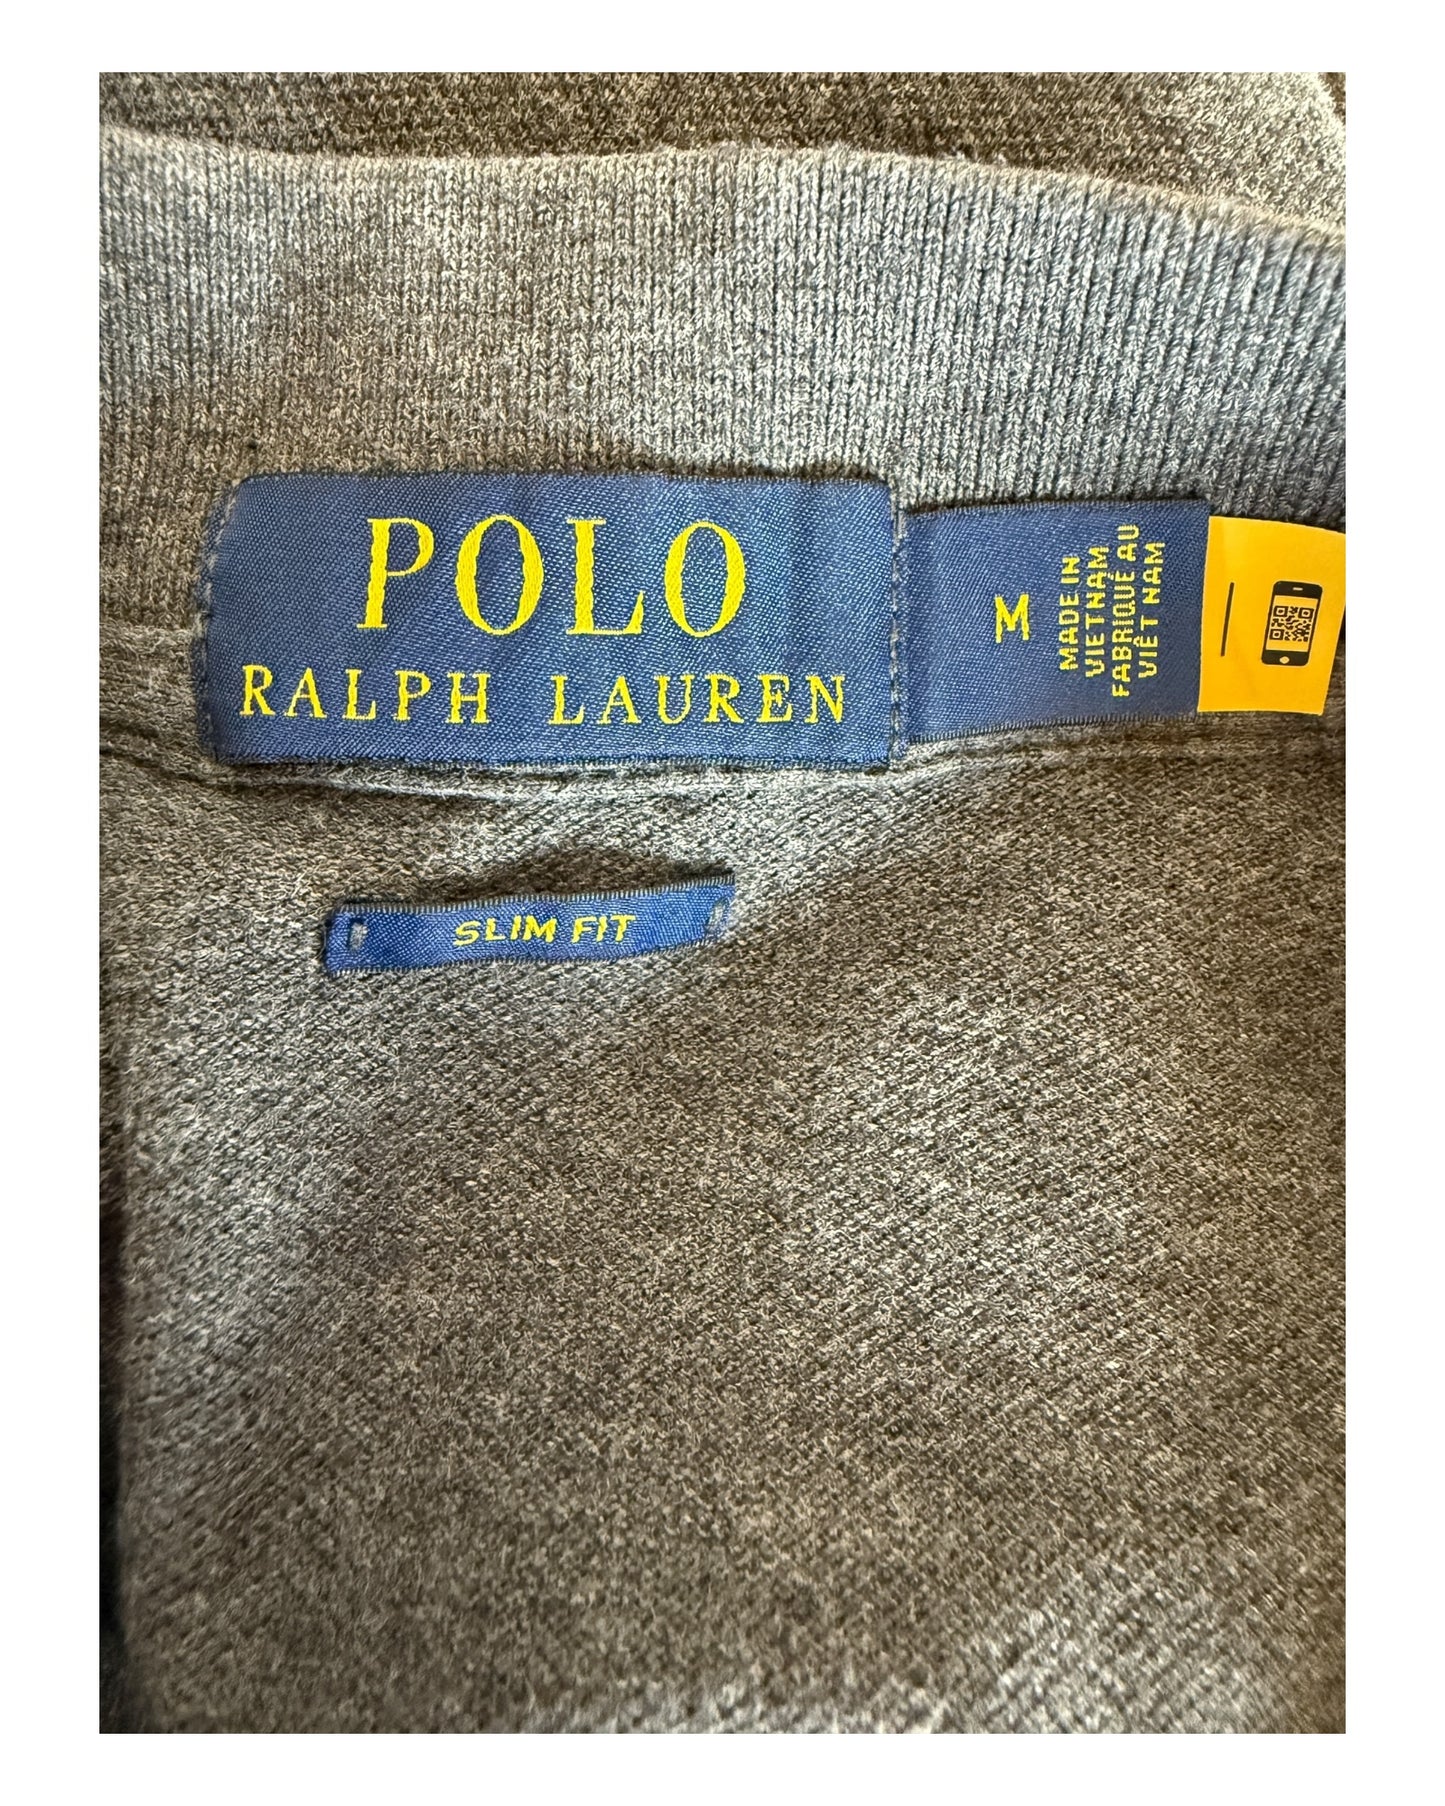 POLO
RALPH LAUREN
M
MADE IN
VIETNAM
FABRIQUÉ AU
VIÊT NAM
SLIM FIT